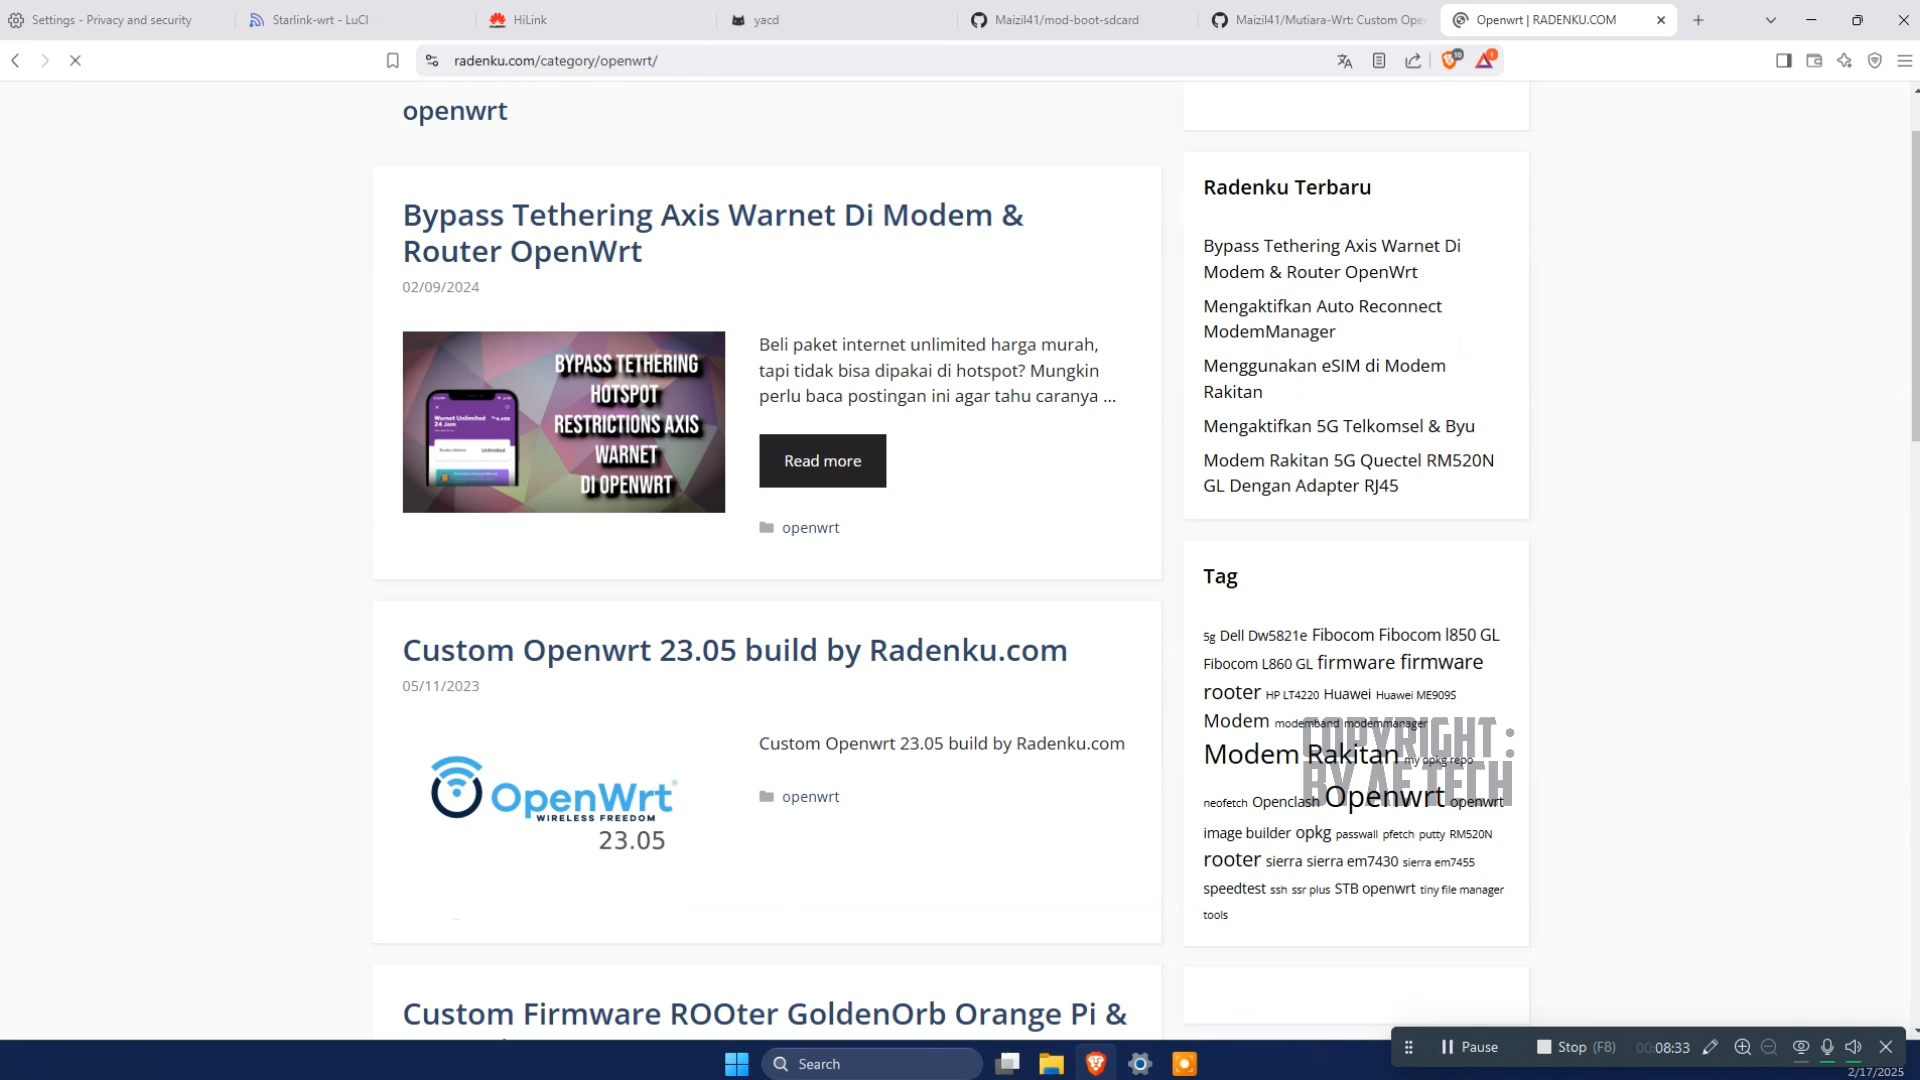 Settings - Privacy and security
Starlink-wrt - LuCI
HiLink
yacd
Maizil41/mod-boot-sdcard
Maizil41/Mutiara-Wrt: Custom Ope
Openwrt | RADENKU.COM
radenku.com/category/openwrt/
10
1
openwrt
Bypass Tethering Axis Warnet Di Modem &
Router OpenWrt
02/09/2024
BYPASS TETHERING
HOTSPOT
RESTRICTIONS AXIS
WARNET
DI OPENWRT
Warnet Unlimited
24 Jam
Beli paket internet unlimited harga murah,
tapi tidak bisa dipakai di hotspot? Mungkin
perlu baca postingan ini agar tahu caranya ...
Read more
openwrt
Custom Openwrt 23.05 build by Radenku.com
05/11/2023
OpenWrt
WIRELESS FREEDOM
23.05
Custom Openwrt 23.05 build by Radenku.com
openwrt
Custom Firmware ROOter GoldenOrb Orange Pi &
Radenku Terbaru
Bypass Tethering Axis Warnet Di
Modem & Router OpenWrt
Mengaktifkan Auto Reconnect
ModemManager
Menggunakan eSIM di Modem
Rakitan
Mengaktifkan 5G Telkomsel & Byu
Modem Rakitan 5G Quectel RM520N
GL Dengan Adapter RJ45
Tag
5g Dell Dw5821e Fibocom Fibocom l850 GL
Fibocom L860 GL firmware firmware
rooter HP LT4220 Huawei Huawei ME909S
Modem modemband modemmanager
Modem Rakitan my opkg repo
neofetch Openclash Openwrt openwrt
image builder opkg passwall pfetch putty RM520N
rooter sierra sierra em7430 sierra em7455
speedtest ssh ssr plus STB openwrt tiny file manager
tools
COPYRIGHT :
BY AE TECH
Search
Pause
Stop (F8)
00:08:33
2/17/2025